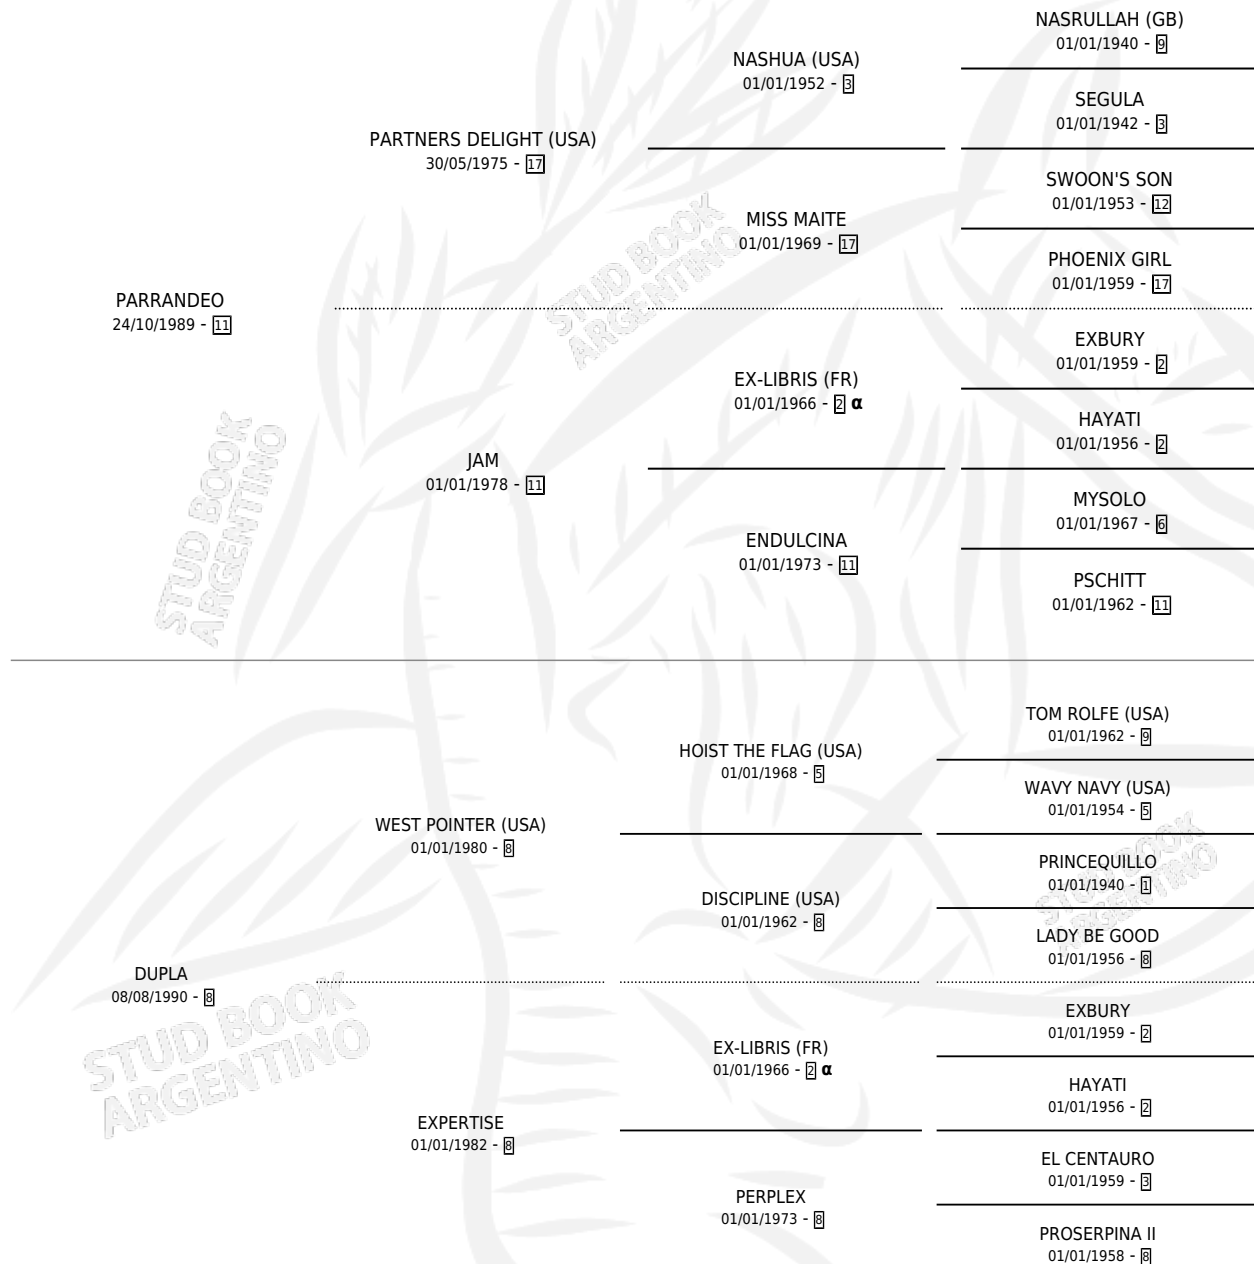 NASRULLAH (GB)
01/01/1940 - 9
NASHUA (USA)
01/01/1952 - 3
SEGULA
01/01/1942 - 3
PARTNERS DELIGHT (USA)
30/05/1975 - 17
SWOON'S SON
01/01/1953 - 12
MISS MAITE
01/01/1969 - 17
PHOENIX GIRL
01/01/1959 - 17
STUD BOOK
ARGENTINO
PARRANDEO
24/10/1989 - 11
EXBURY
01/01/1959 - 2
EX-LIBRIS (FR)
01/01/1966 - 2 α
HAYATI
01/01/1956 - 2
JAM
01/01/1978 - 11
MYSOLO
01/01/1967 - 6
ENDULCINA
01/01/1973 - 11
PSCHITT
01/01/1962 - 11
STUD BOOK
ARGENTINO
TOM ROLFE (USA)
01/01/1962 - 9
HOIST THE FLAG (USA)
01/01/1968 - 5
WAVY NAVY (USA)
01/01/1954 - 5
WEST POINTER (USA)
01/01/1980 - 8
PRINCEQUILLO
01/01/1940 - 1
DISCIPLINE (USA)
01/01/1962 - 8
LADY BE GOOD
01/01/1956 - 8
STUD BOOK
ARGENTINO
DUPLA
08/08/1990 - 8
EXBURY
01/01/1959 - 2
EX-LIBRIS (FR)
01/01/1966 - 2 α
HAYATI
01/01/1956 - 2
EXPERTISE
01/01/1982 - 8
EL CENTAURO
01/01/1959 - 3
PERPLEX
01/01/1973 - 8
PROSERPINA II
01/01/1958 - 8
STUD BOOK
ARGENTINO